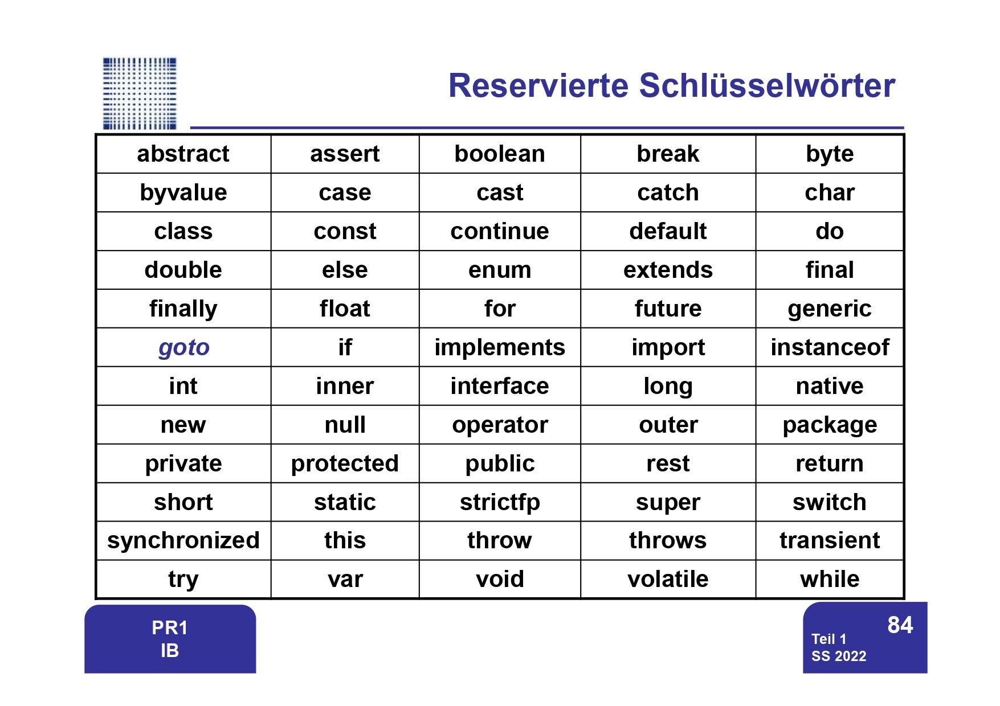 Reservierte Schlüsselwörter
abstract assert boolean break byte
byvalue case cast catch char
class const continue default do
double else enum extends final
finally float for future generic
goto if implements import instanceof
int inner interface long native
new null operator outer package
private protected public rest return
short static strictfp super switch
synchronized this throw throws transient
try var void volatile while
PR1
IB
84
Teil 1
SS 2022